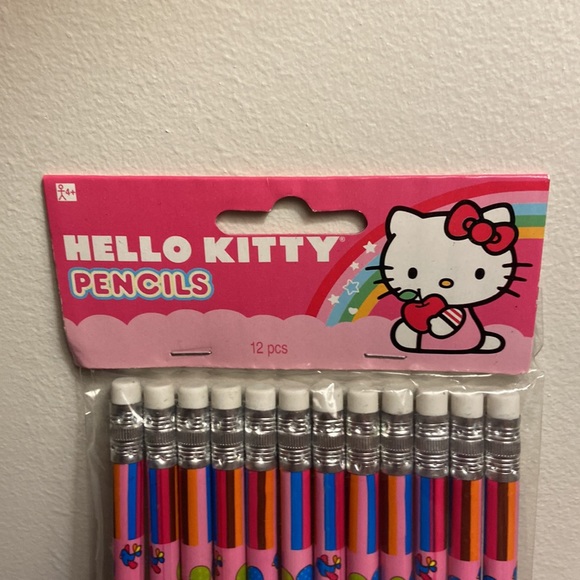 4+
HELLO KITTY®
PENCILS
12 pcs